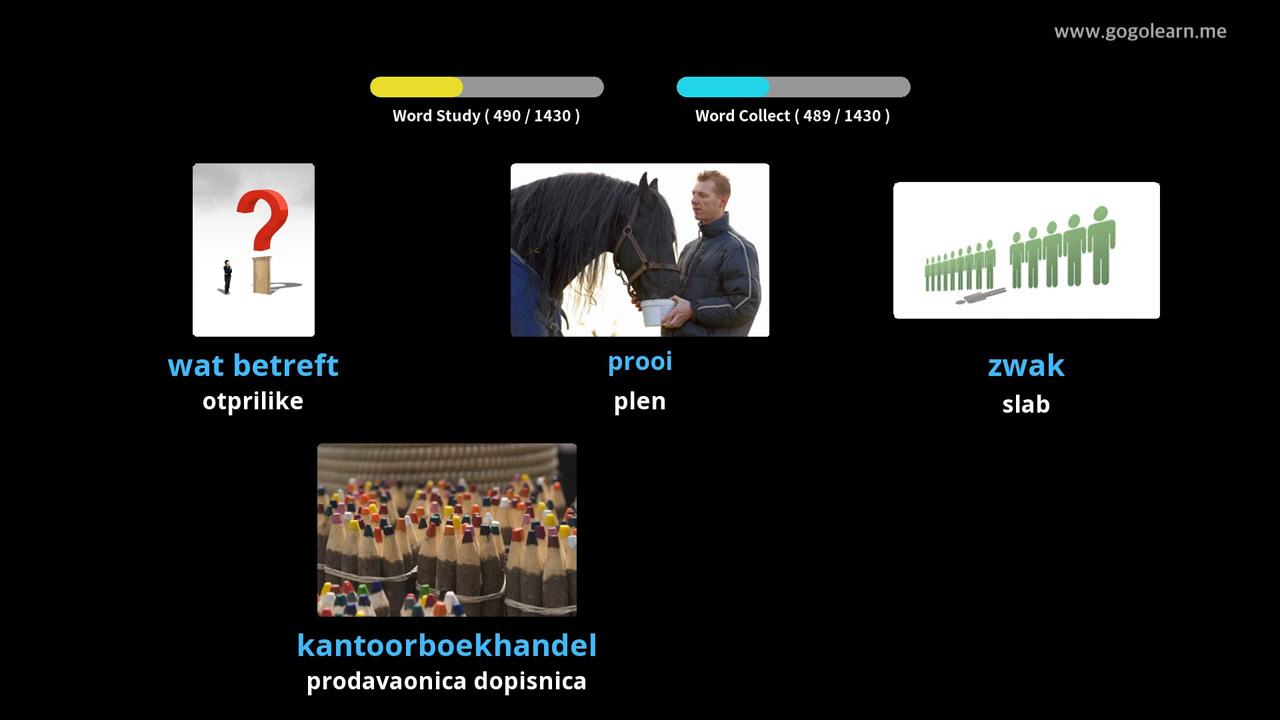 www.gogolearn.me
Word Study ( 490 / 1430 )
Word Collect ( 489 / 1430 )
wat betreft
otprilike
prooi
plen
zwak
slab
kantoorboekhandel
prodavaonica dopisnica